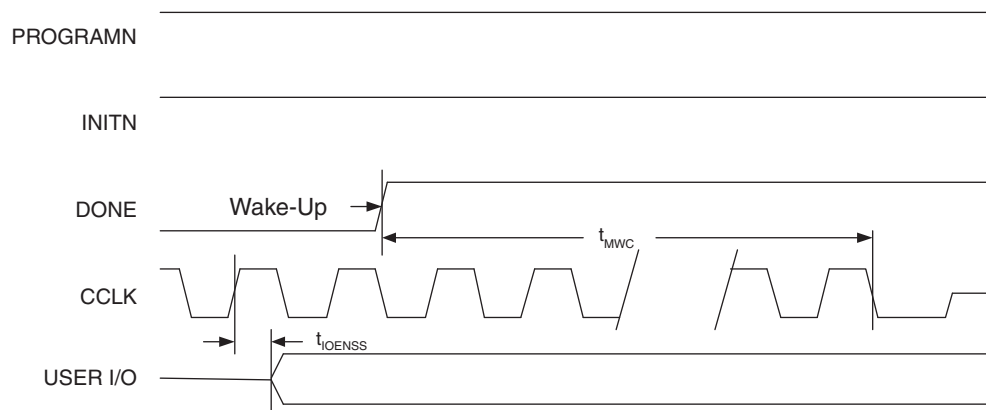 PROGRAMN
INITN
DONE
Wake-Up
tMWC
CCLK
tIOENSS
USER I/O